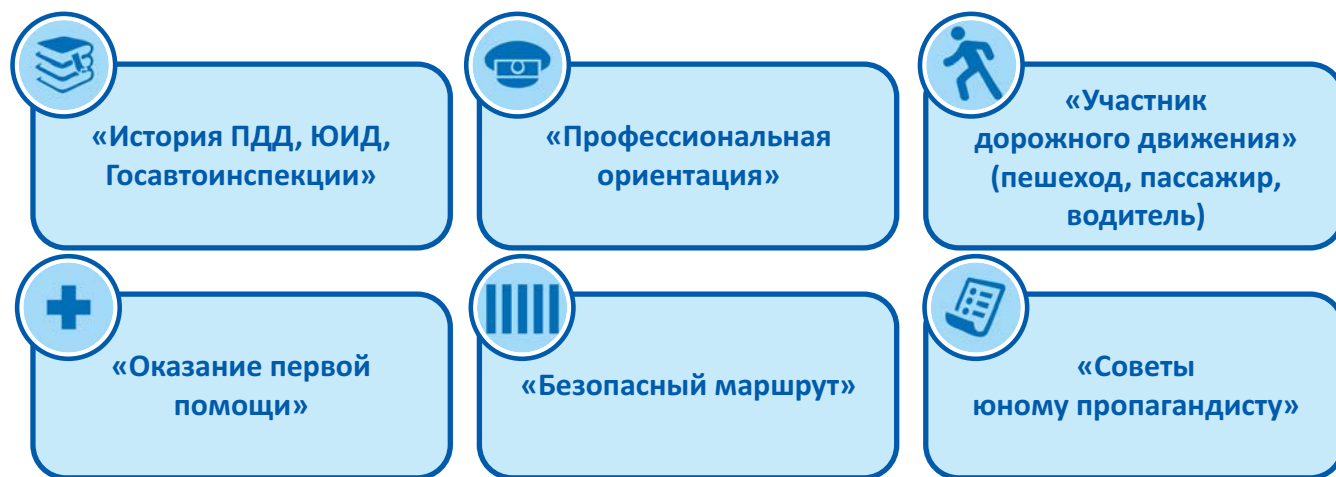 «История ПДД, ЮИД,
Госавтоинспекции»
«Профессиональная
ориентация»
«Участник
дорожного движения»
(пешеход, пассажир,
водитель)
«Оказание первой
помощи»
«Безопасный маршрут»
«Советы
юному пропагандисту»